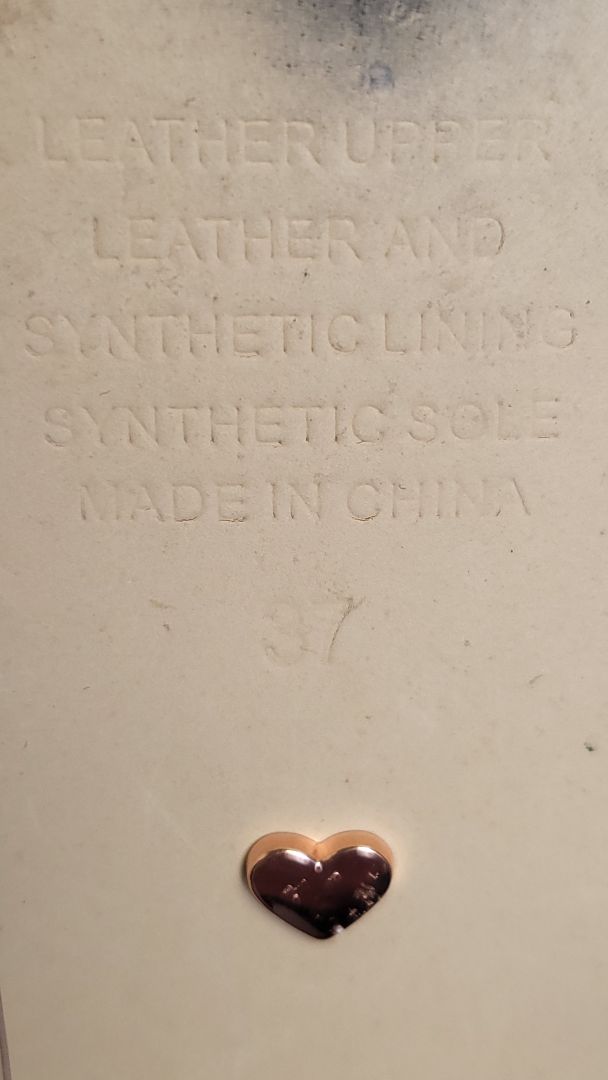 LEATHER UPPER
LEATHER AND
SYNTHETIC LINING
SYNTHETIC SOLE
MADE IN CHINA
37